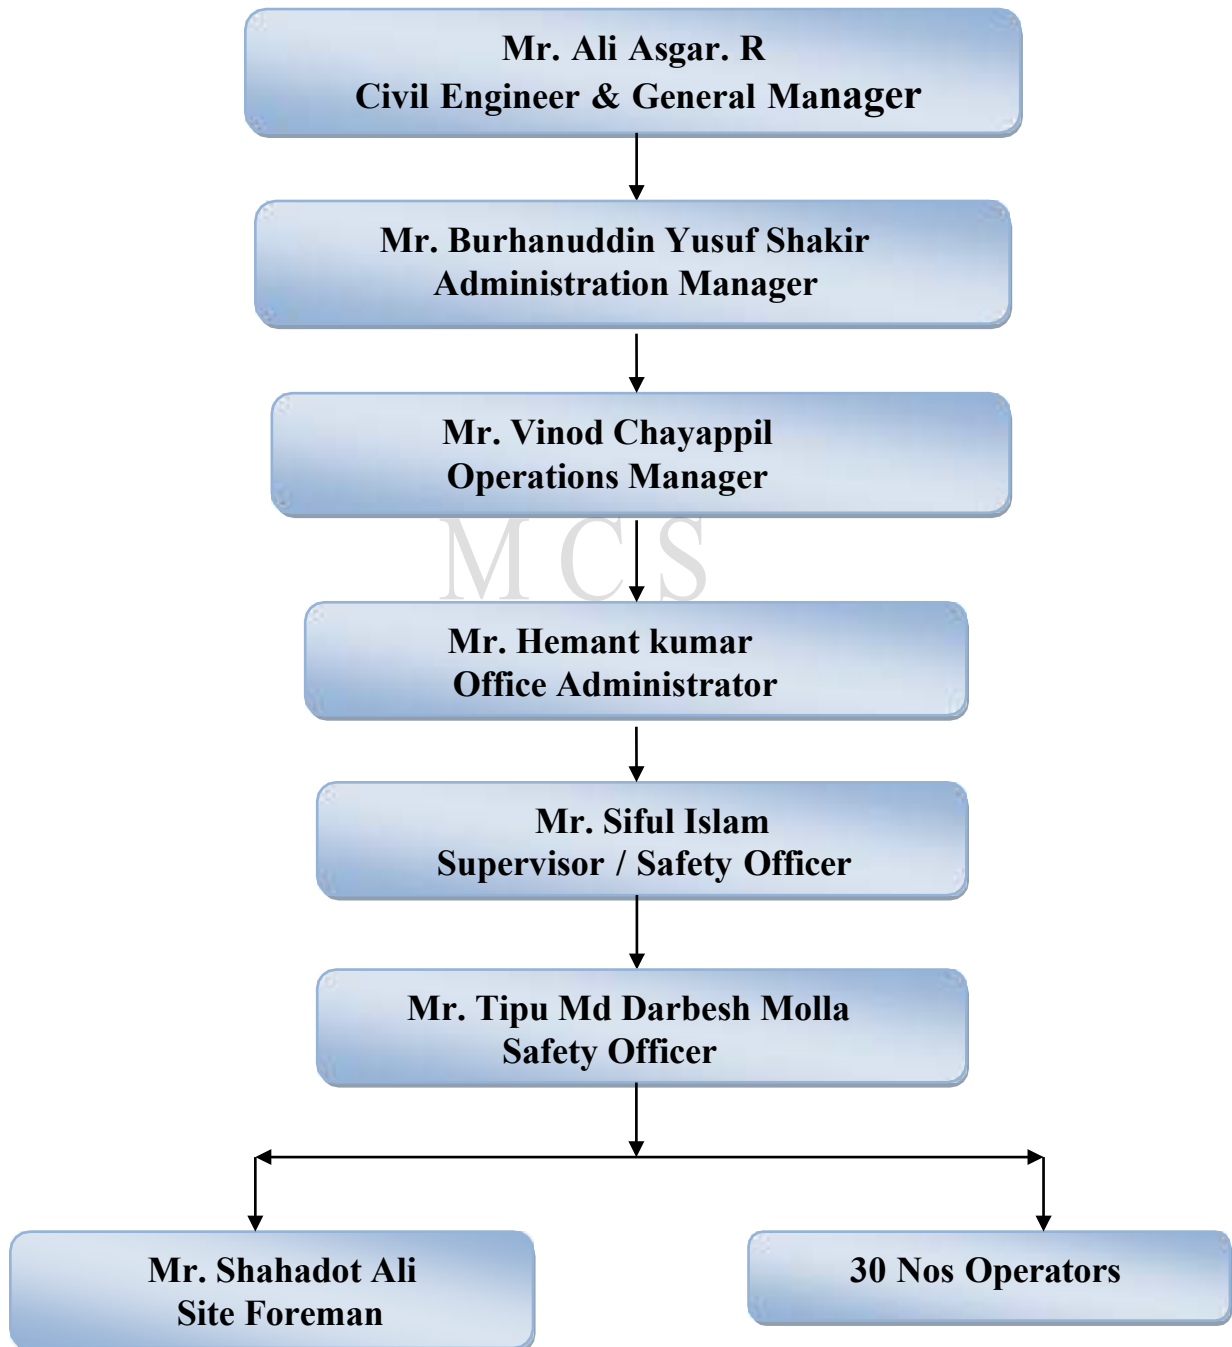 Mr. Ali Asgar. R
Civil Engineer & General Manager
Mr. Burhanuddin Yusuf Shakir
Administration Manager
Mr. Vinod Chayappil
Operations Manager
M C S
Mr. Hemant kumar
Office Administrator
Mr. Siful Islam
Supervisor / Safety Officer
Mr. Tipu Md Darbesh Molla
Safety Officer
Mr. Shahadot Ali
Site Foreman
30 Nos Operators